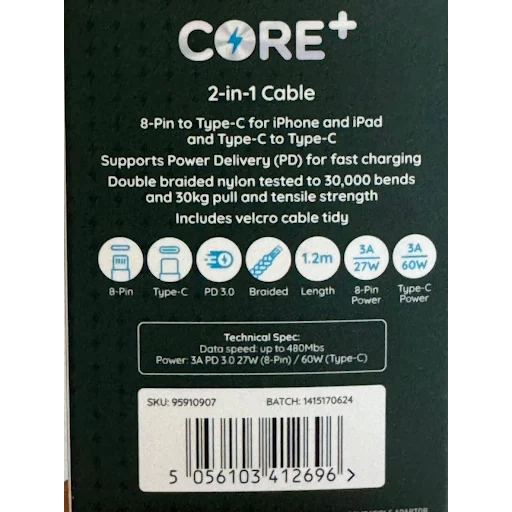 CORE+
2-in-1 Cable
8-Pin to Type-C for iPhone and iPad
and Type-C to Type-C
Supports Power Delivery (PD) for fast charging
Double braided nylon tested to 30,000 bends
and 30kg pull and tensile strength
Includes velcro cable tidy
8-Pin
Type-C
PD 3.0
Braided
1.2m
Length
3A
27W
8-Pin
Power
3A
60W
Type-C
Power
Technical Spec:
Data speed: up to 480Mbs
Power: 3A PD 3.0 27W (8-Pin) / 60W (Type-C)
SKU: 95910907 BATCH: 1415170624
5 056103 412696 >